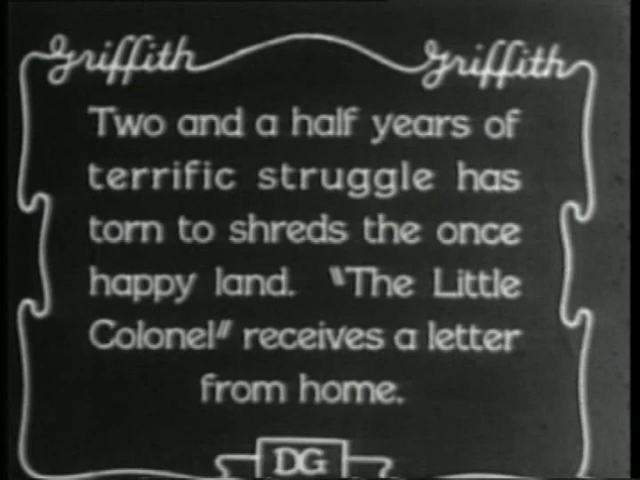 Griffith Griffith
Two and a half years of
terrific struggle has
torn to shreds the once
happy land. "The Little
Colonel" receives a letter
from home.
DG